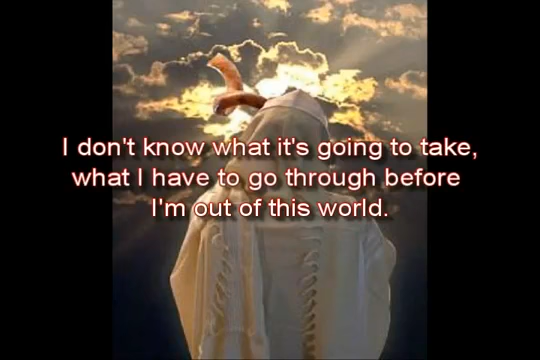 I don't know what it's going to take,
what I have to go through before
I'm out of this world.